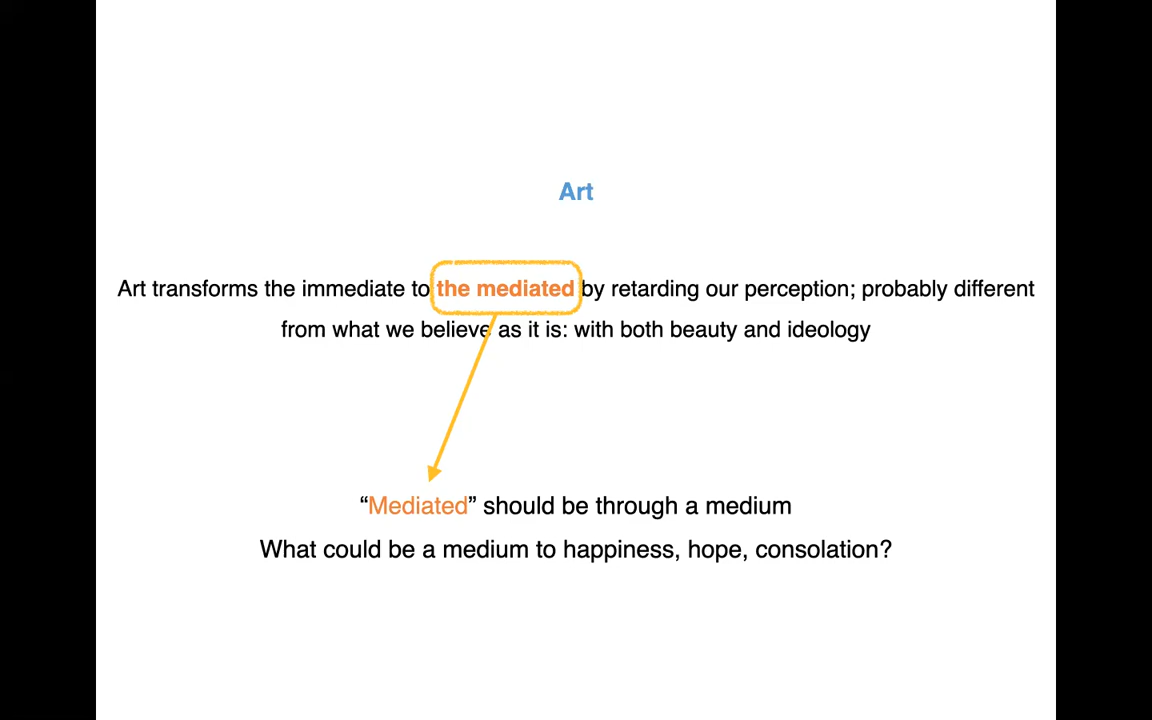 Art
Art transforms the immediate to the mediated by retarding our perception; probably different
from what we believe as it is: with both beauty and ideology
“Mediated” should be through a medium
What could be a medium to happiness, hope, consolation?